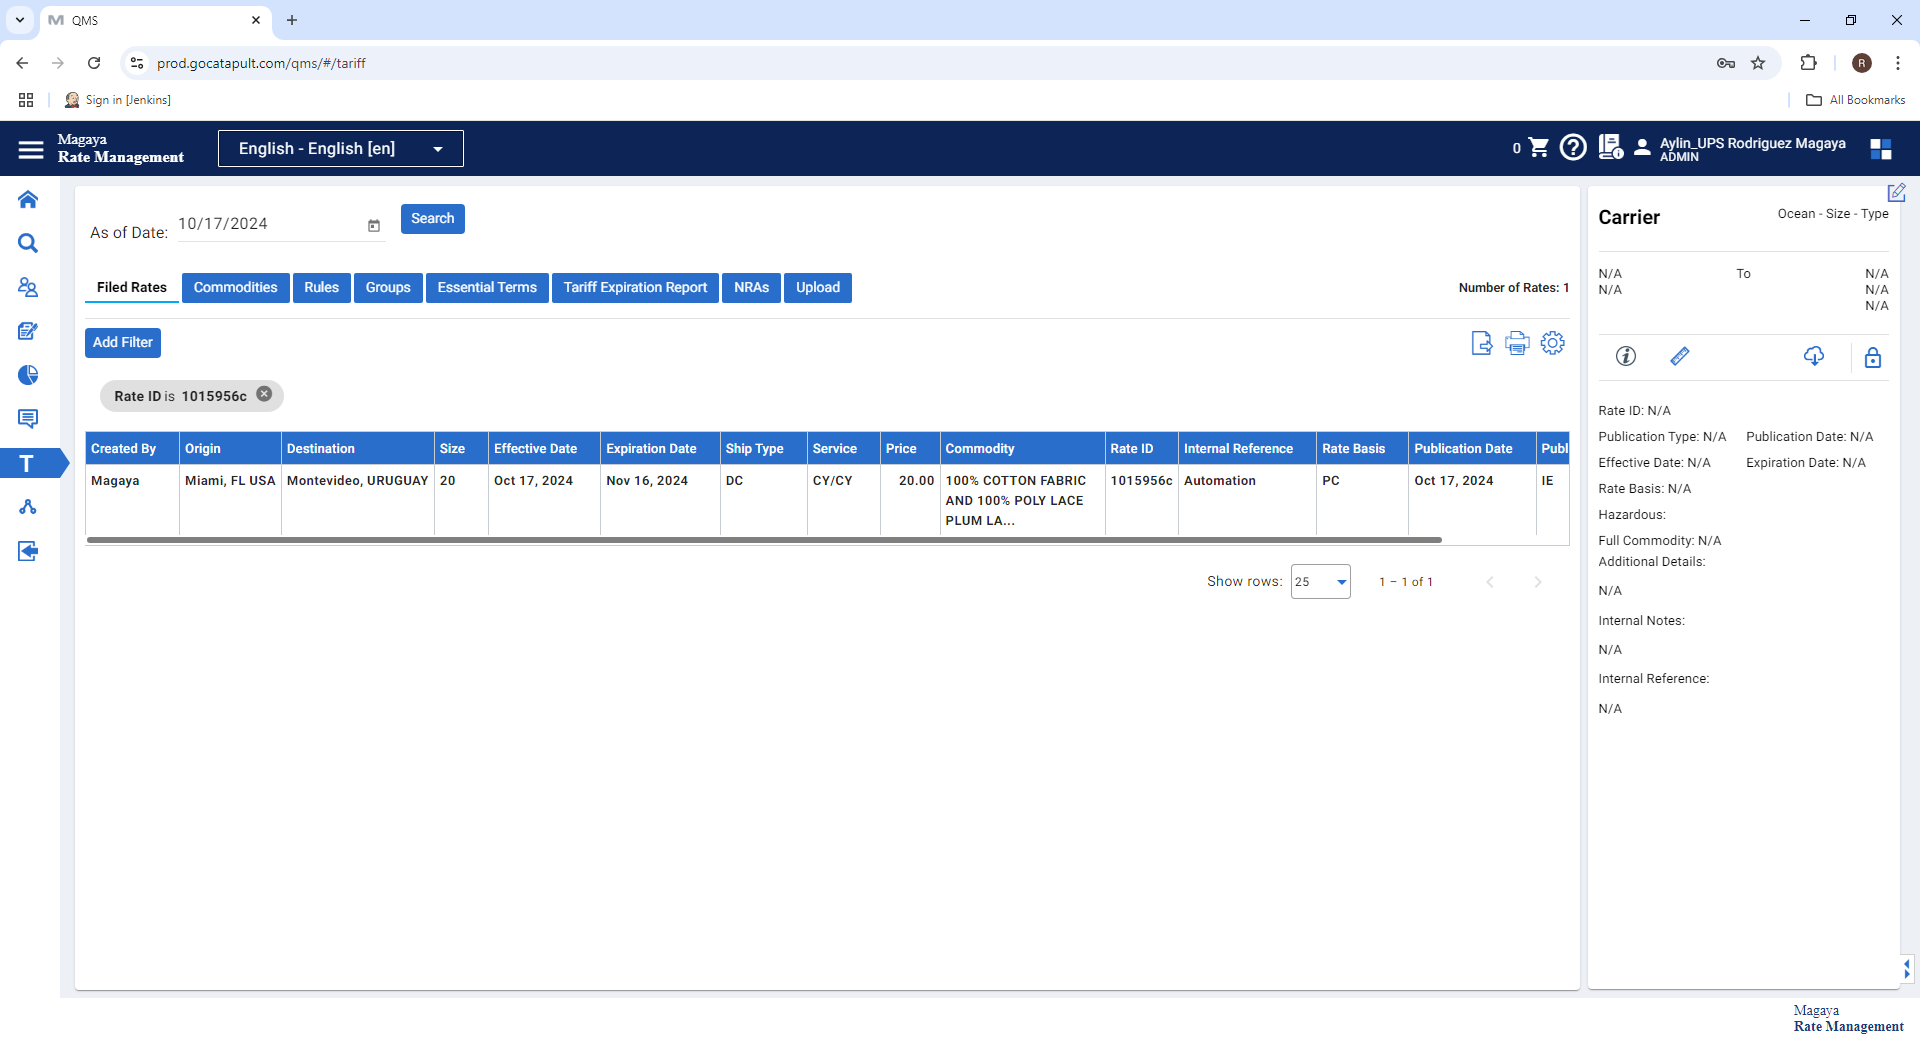 QMS
prod.gocatapult.com/qms/#/tariff
R
Sign in [Jenkins]
All Bookmarks
Magaya
Rate Management
English - English [en]
0
Aylin_UPS Rodriguez Magaya
ADMIN
As of Date:
10/17/2024
Search
Filed Rates
Commodities
Rules
Groups
Essential Terms
Tariff Expiration Report
NRAs
Upload
Number of Rates: 1
Add Filter
Rate ID is 1015956c
Created By Origin Destination Size Effective Date Expiration Date Ship Type Service Price Commodity Rate ID Internal Reference Rate Basis Publication Date Publ
Magaya Miami, FL USA Montevideo, URUGUAY 20 Oct 17, 2024 Nov 16, 2024 DC CY/CY 20.00 100% COTTON FABRIC 1015956c Automation PC Oct 17, 2024 IE
AND 100% POLY LACE
PLUM LA...
Show rows:
25
1 – 1 of 1
T
Carrier
Ocean - Size - Type
N/A To N/A
N/A N/A
N/A
Rate ID: N/A
Publication Type: N/A Publication Date: N/A
Effective Date: N/A Expiration Date: N/A
Rate Basis: N/A
Hazardous:
Full Commodity: N/A
Additional Details:
N/A
Internal Notes:
N/A
Internal Reference:
N/A
Magaya
Rate Management